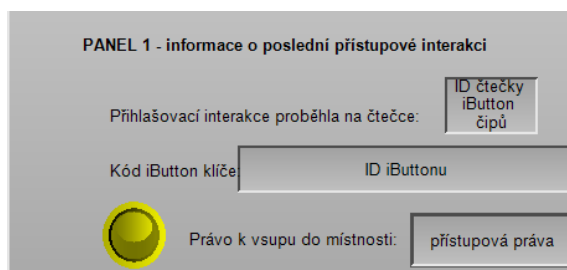 PANEL 1 - informace o poslední přístupové interakci
ID čtečky
iButton
čipů
Přihlašovací interakce proběhla na čtečce:
Kód iButton klíče:
ID iButtonu
Právo k vsupu do místnosti:
přístupová práva